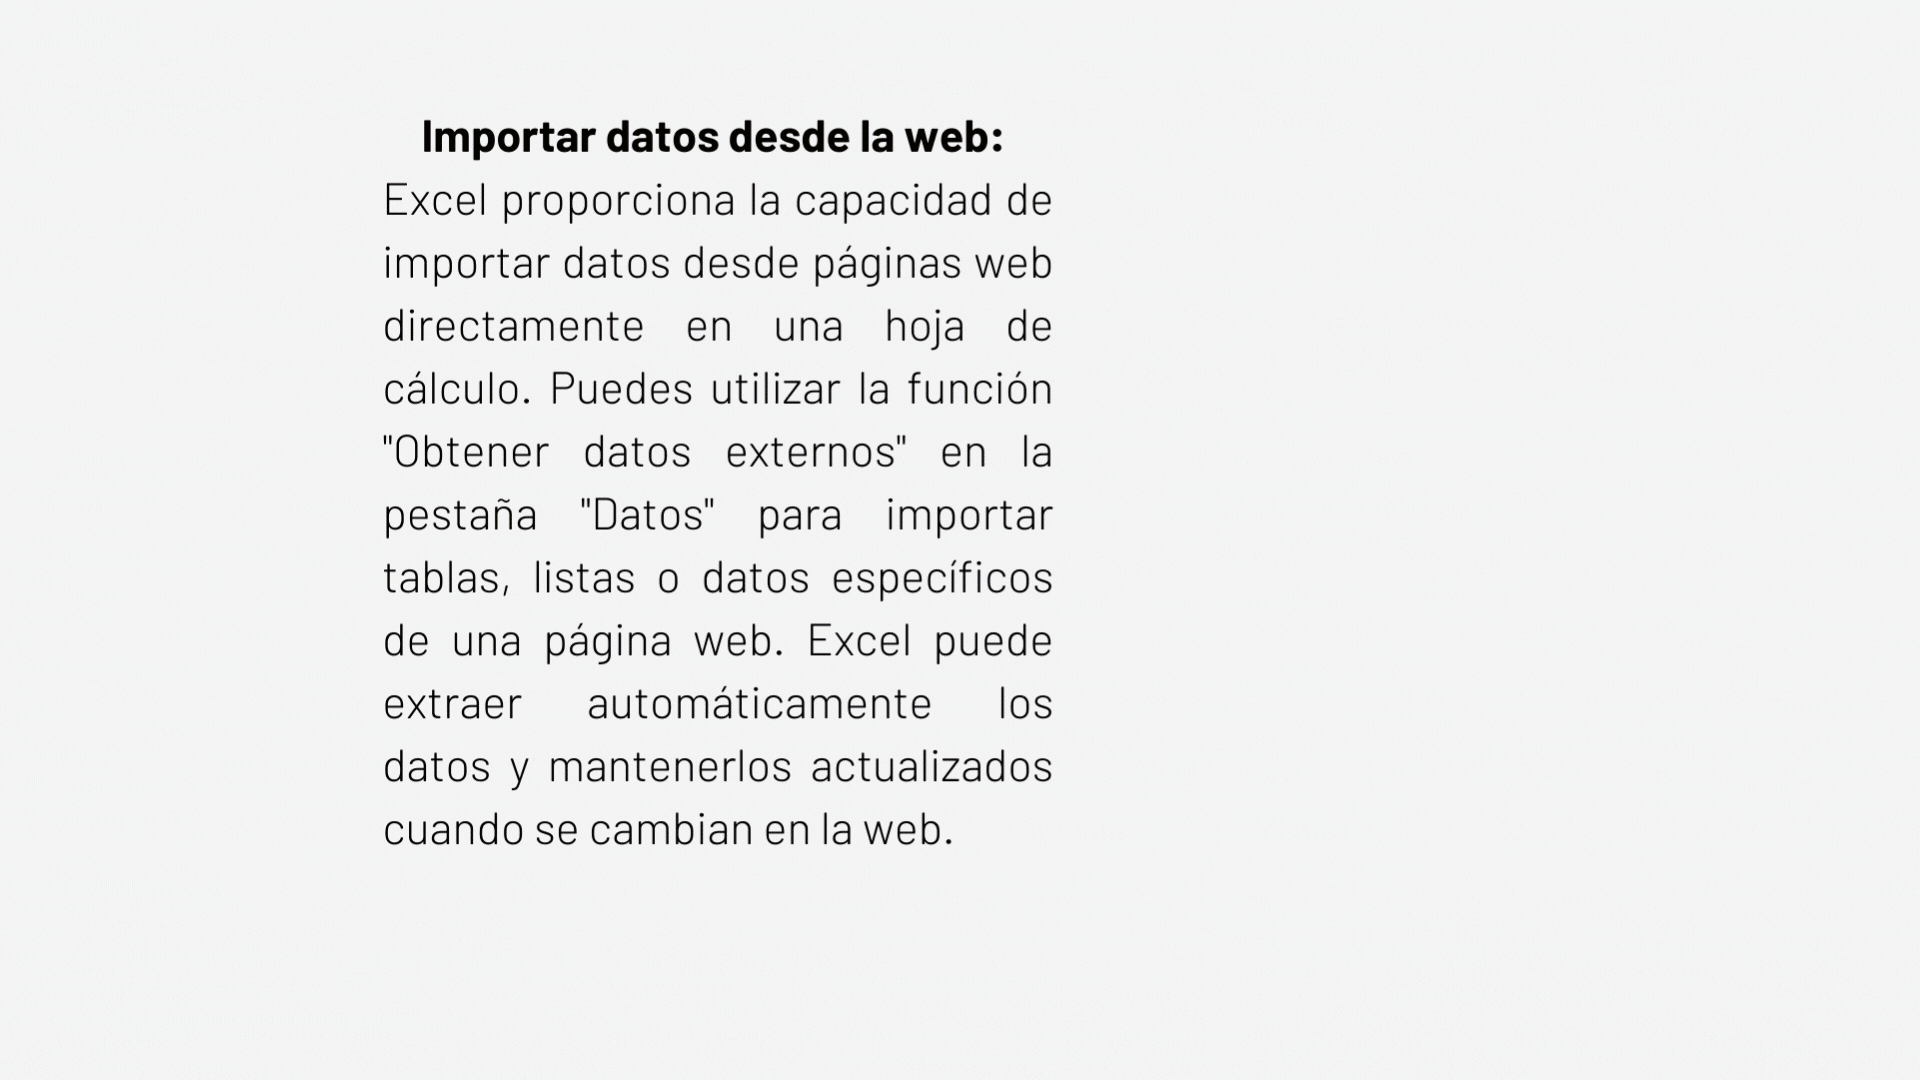 Importar datos desde la web:
Excel proporciona la capacidad de
importar datos desde páginas web
directamente en una hoja de
cálculo. Puedes utilizar la función
"Obtener datos externos" en la
pestaña "Datos" para importar
tablas, listas o datos específicos
de una página web. Excel puede
extraer automáticamente los
datos y mantenerlos actualizados
cuando se cambian en la web.